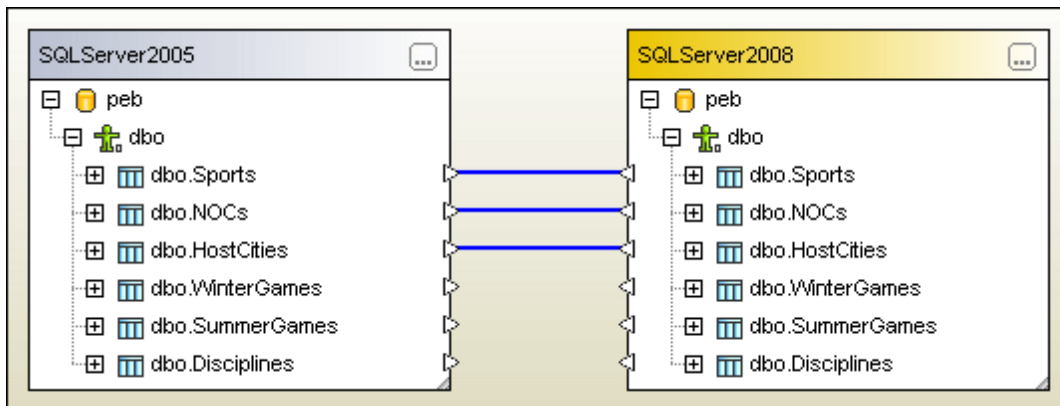 SQLServer2005
...
peb
dbo
dbo.Sports
dbo.NOCs
dbo.HostCities
dbo.WinterGames
dbo.SummerGames
dbo.Disciplines
SQLServer2008
...
peb
dbo
dbo.Sports
dbo.NOCs
dbo.HostCities
dbo.WinterGames
dbo.SummerGames
dbo.Disciplines